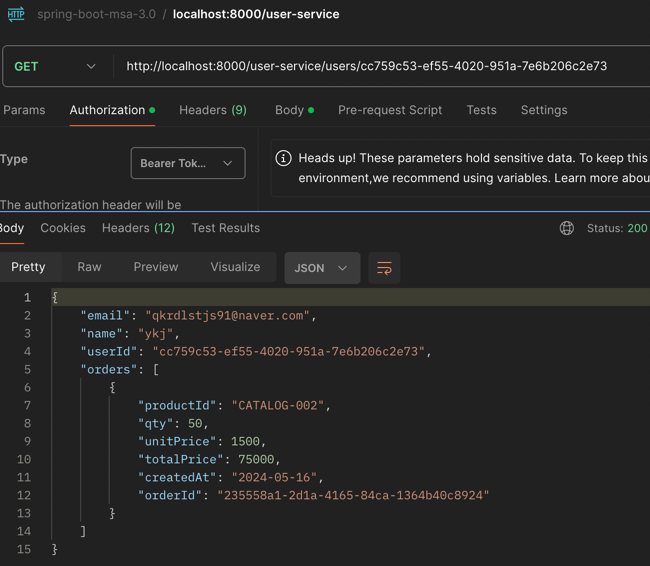 HTTP spring-boot-msa-3.0 / localhost:8000/user-service
GET http://localhost:8000/user-service/users/cc759c53-ef55-4020-951a-7e6b206c2e73
Params Authorization Headers (9) Body Pre-request Script Tests Settings
Type Bearer Tok... Heads up! These parameters hold sensitive data. To keep this
environment,we recommend using variables. Learn more abou
The authorization header will be
Body Cookies Headers (12) Test Results Status: 200
Pretty Raw Preview Visualize JSON
1 {
2 "email": "qkrdlstjs91@naver.com",
3 "name": "ykj",
4 "userId": "cc759c53-ef55-4020-951a-7e6b206c2e73",
5 "orders": [
6 {
7 "productId": "CATALOG-002",
8 "qty": 50,
9 "unitPrice": 1500,
10 "totalPrice": 75000,
11 "createdAt": "2024-05-16",
12 "orderId": "235558a1-2d1a-4165-84ca-1364b40c8924"
13 }
14 ]
15 }